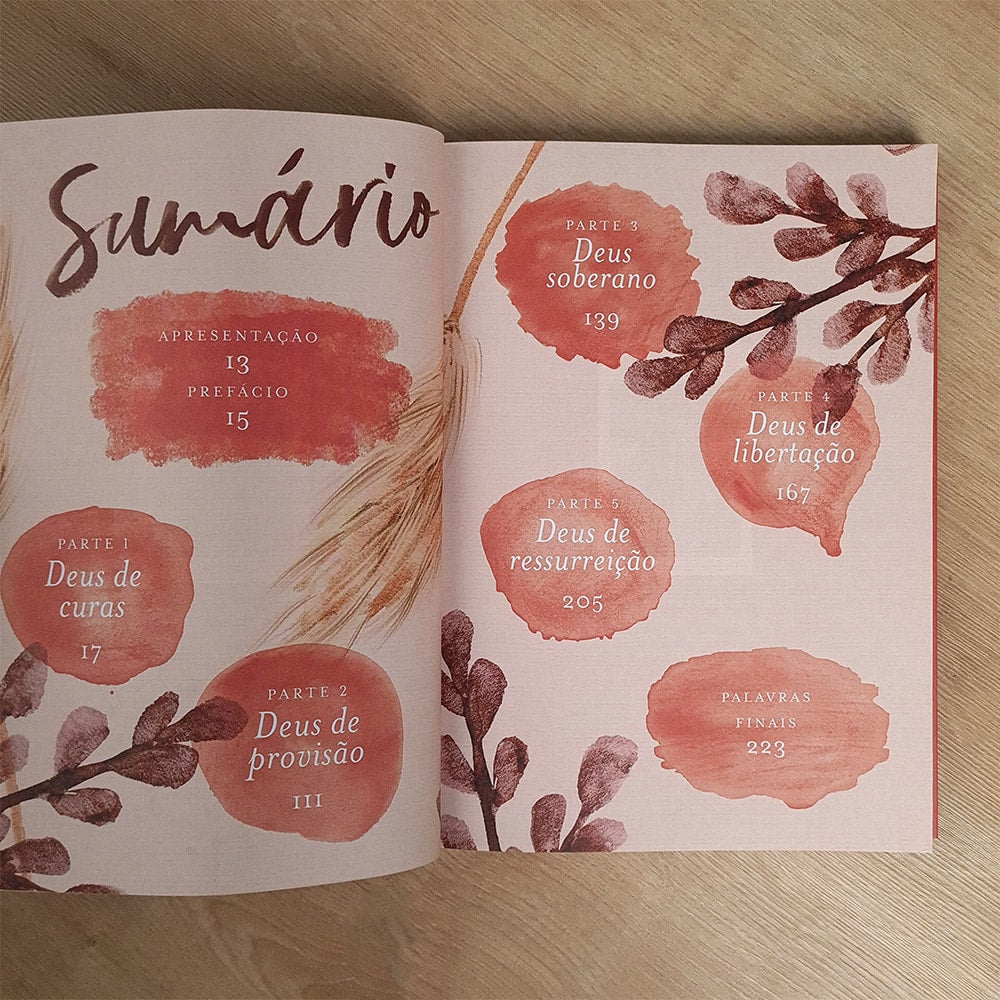 Sumário
APRESENTAÇÃO
13
PREFÁCIO
15
PARTE 1
Deus de
curas
17
PARTE 2
Deus de
provisão
111
PARTE 3
Deus
soberano
139
PARTE 4
Deus de
libertação
167
PARTE 5
Deus de
ressurreição
205
PALAVRAS
FINAIS
223